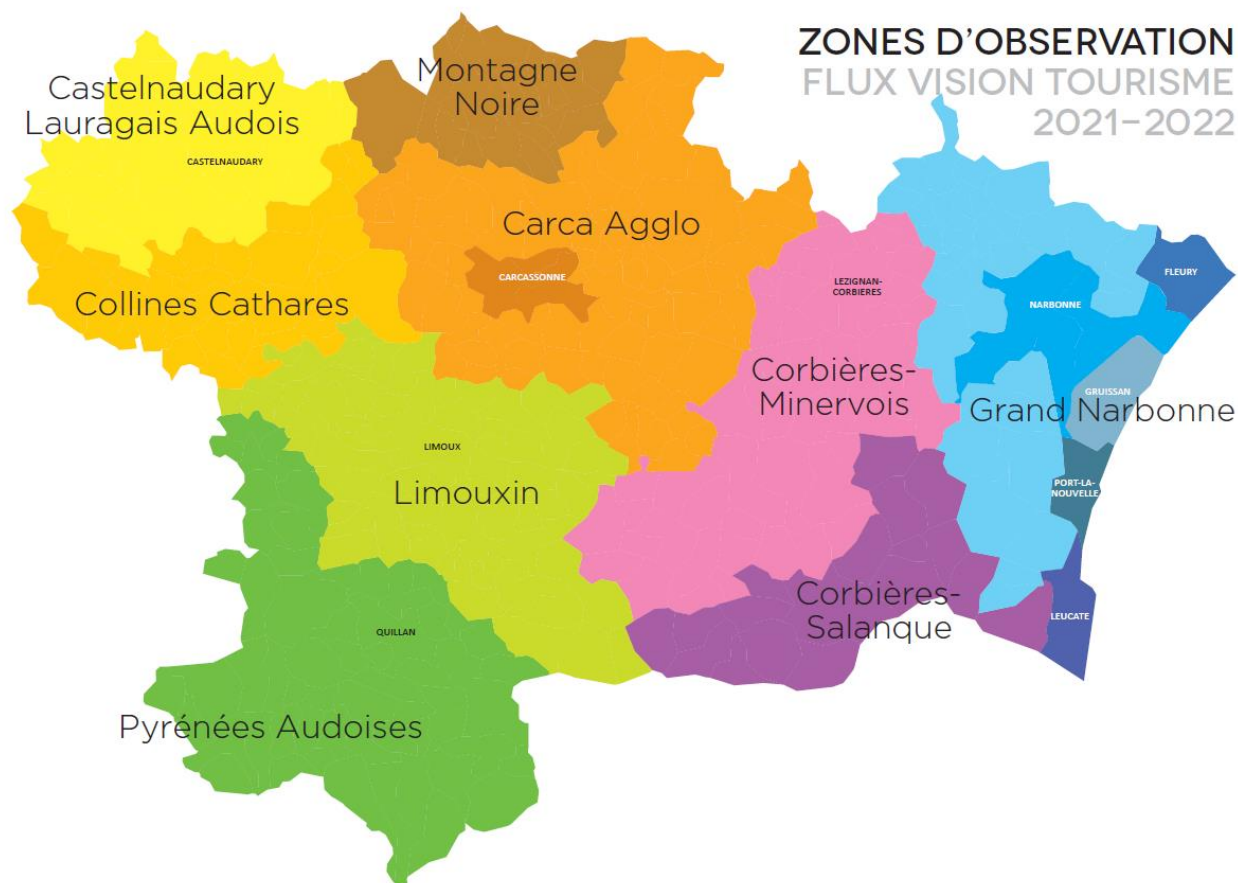 ZONES D'OBSERVATION
FLUX VISION TOURISME
2021-2022
Castelnaudary
Lauragais Audois
CASTELNAUDARY
Montagne
Noire
Carca Agglo
CARCASSONNE
Collines Cathares
LEZIGNAN-
CORBIERES
Corbières-
Minervois
FLEURY
NARBONNE
GRUISSAN
Grand Narbonne
PORT-LA-
NOUVELLE
LIMOUX
Limouxin
Corbières-
Salanque
LEUCATE
QUILLAN
Pyrénées Audoises